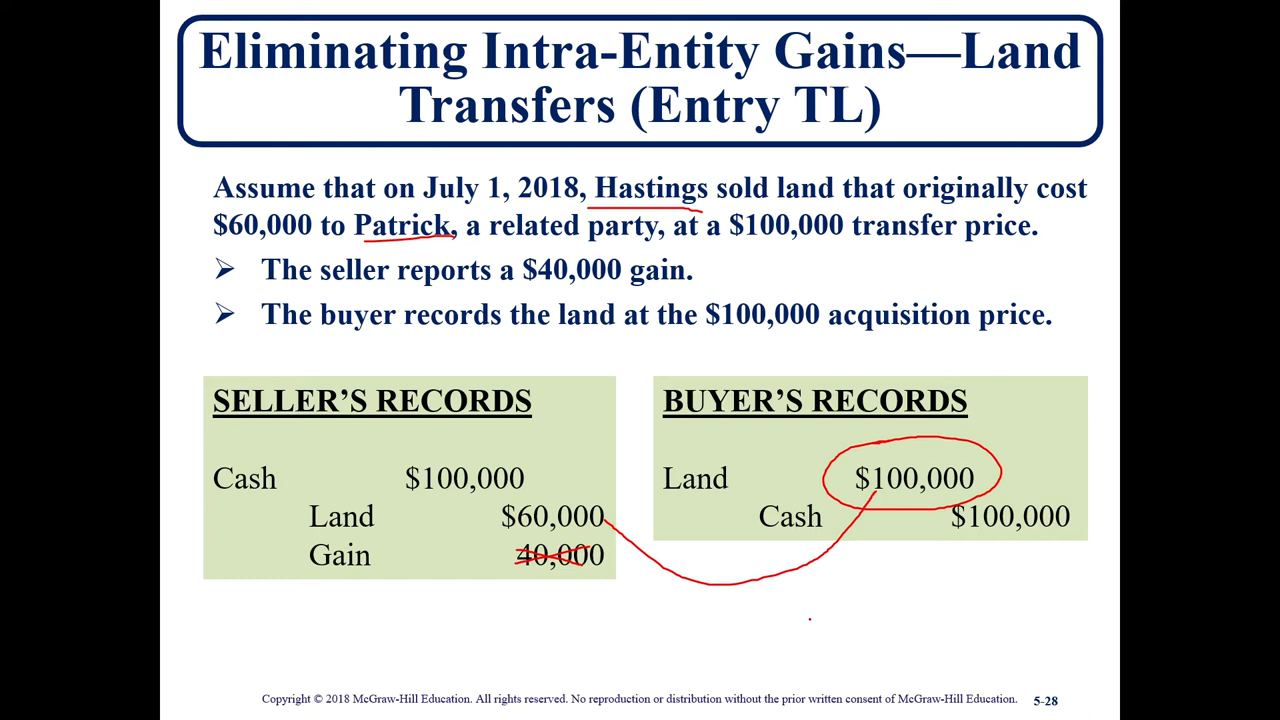 Eliminating Intra-Entity Gains—Land
Transfers (Entry TL)
Assume that on July 1, 2018, Hastings sold land that originally cost
$60,000 to Patrick, a related party, at a $100,000 transfer price.
➢ The seller reports a $40,000 gain.
➢ The buyer records the land at the $100,000 acquisition price.
SELLER’S RECORDS
Cash $100,000
Land $60,000
Gain 40,000
BUYER’S RECORDS
Land $100,000
Cash $100,000
Copyright © 2018 McGraw-Hill Education. All rights reserved. No reproduction or distribution without the prior written consent of McGraw-Hill Education.
5-28